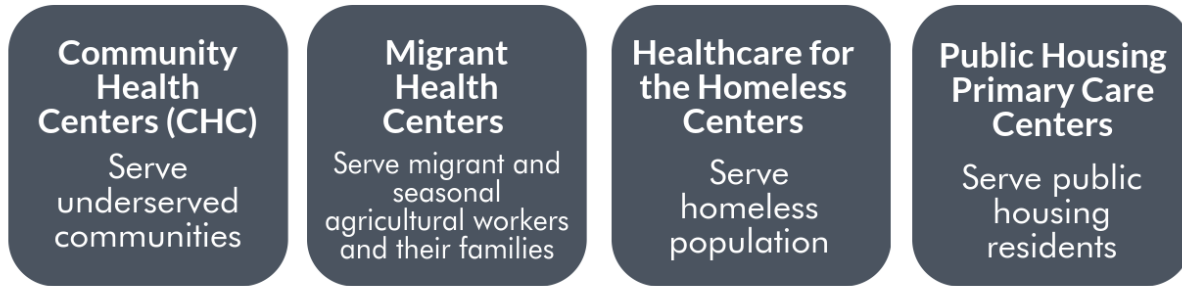 Community
Health
Centers (CHC)
Serve
underserved
communities
Migrant
Health
Centers
Serve migrant and
seasonal
agricultural workers
and their families
Healthcare for
the Homeless
Centers
Serve
homeless
population
Public Housing
Primary Care
Centers
Serve public
housing
residents